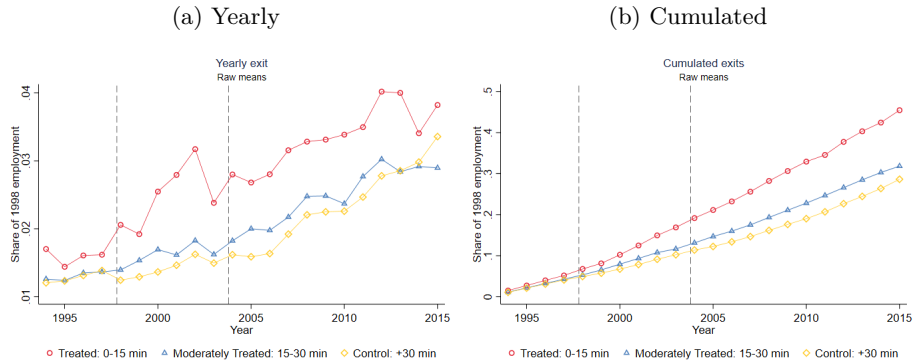 (a) Yearly
(b) Cumulated
Yearly exit
Raw means
Share of 1998 employment
.01
.02
.03
.04
1995
2000
2005
2010
2015
Year
Treated: 0-15 min
Moderately Treated: 15-30 min
Control: +30 min
Cumulated exits
Raw means
Share of 1998 employment
0
.1
.2
.3
.4
.5
1995
2000
2005
2010
2015
Year
Treated: 0-15 min
Moderately Treated: 15-30 min
Control: +30 min